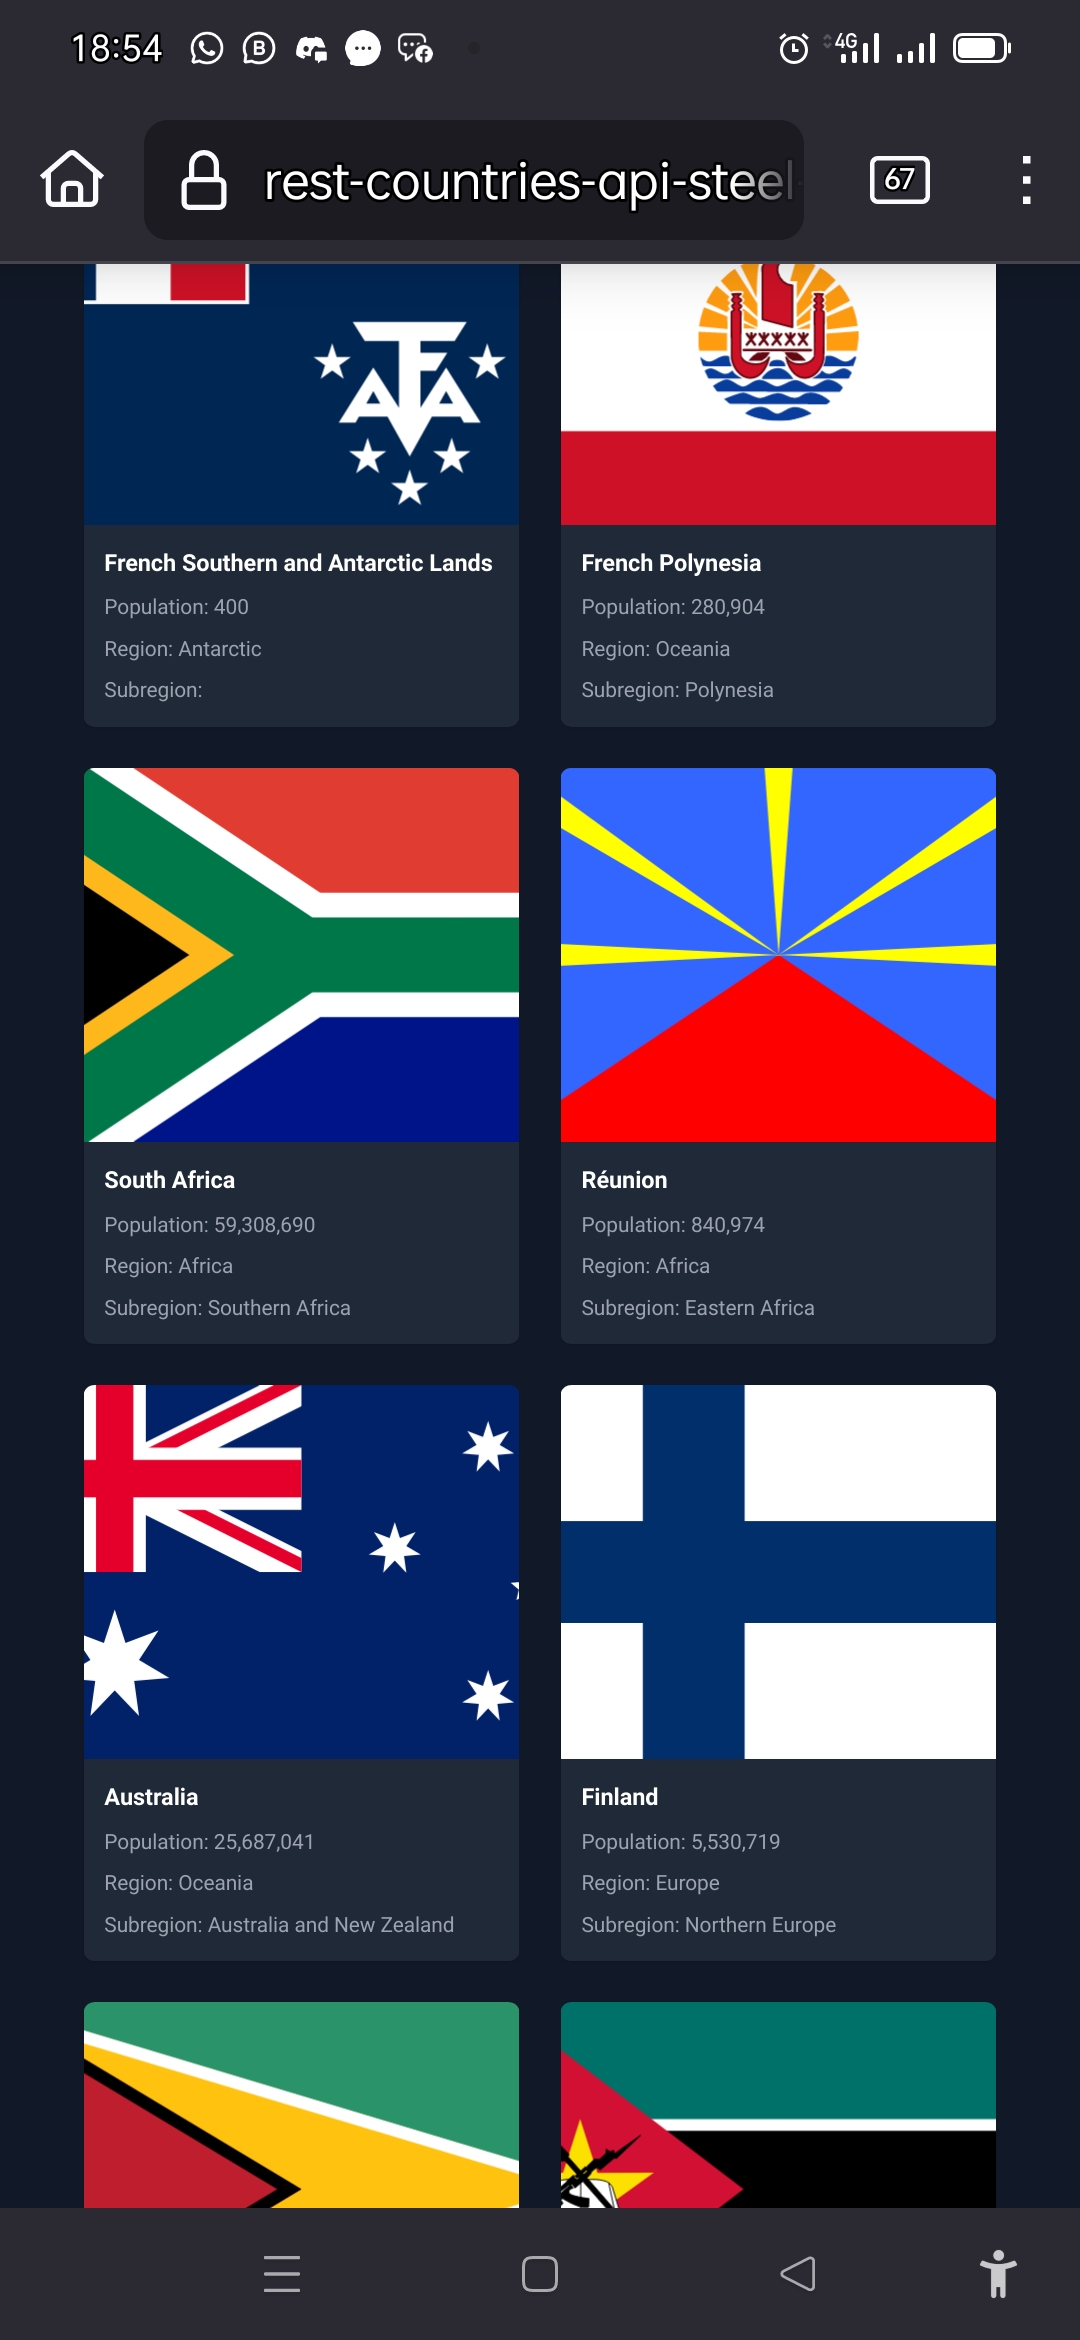 18:54
4G
rest-countries-api-steel
67
French Southern and Antarctic Lands
Population: 400
Region: Antarctic
Subregion:
French Polynesia
Population: 280,904
Region: Oceania
Subregion: Polynesia
South Africa
Population: 59,308,690
Region: Africa
Subregion: Southern Africa
Réunion
Population: 840,974
Region: Africa
Subregion: Eastern Africa
Australia
Population: 25,687,041
Region: Oceania
Subregion: Australia and New Zealand
Finland
Population: 5,530,719
Region: Europe
Subregion: Northern Europe